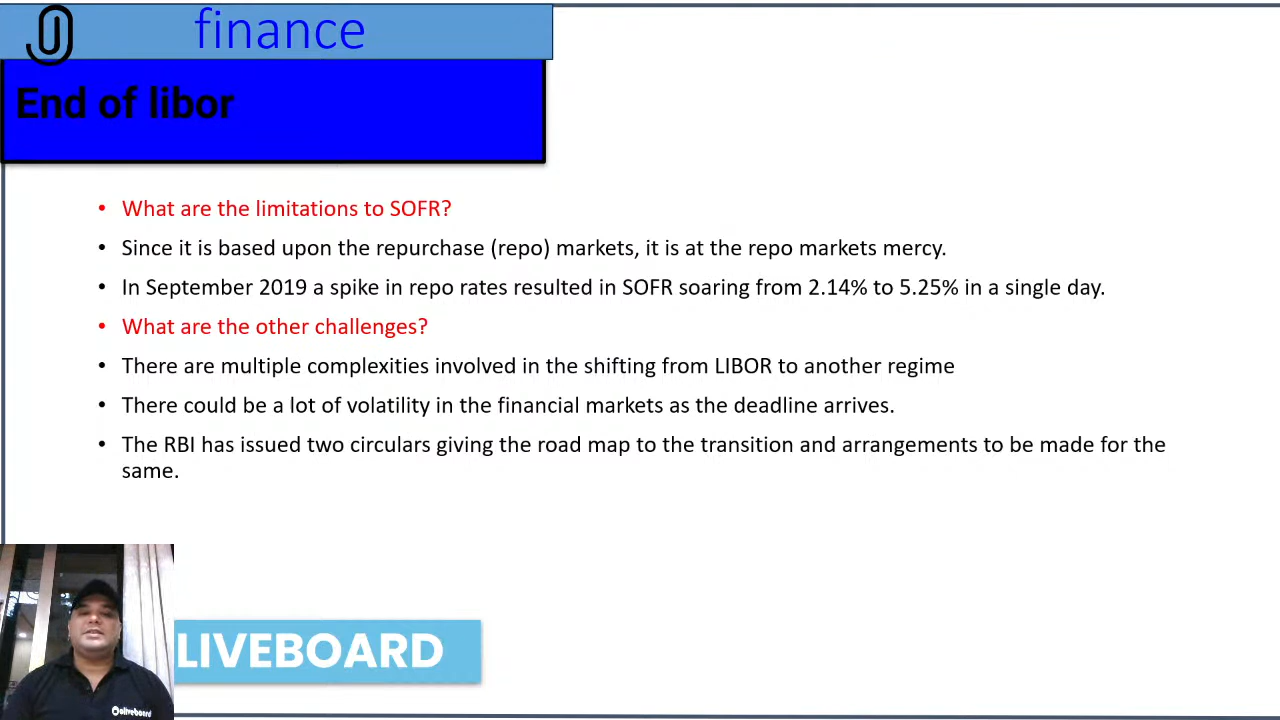 finance
End of libor
• What are the limitations to SOFR?
• Since it is based upon the repurchase (repo) markets, it is at the repo markets mercy.
• In September 2019 a spike in repo rates resulted in SOFR soaring from 2.14% to 5.25% in a single day.
• What are the other challenges?
• There are multiple complexities involved in the shifting from LIBOR to another regime
• There could be a lot of volatility in the financial markets as the deadline arrives.
• The RBI has issued two circulars giving the road map to the transition and arrangements to be made for the
same.
LIVEBOARD
oliveboard